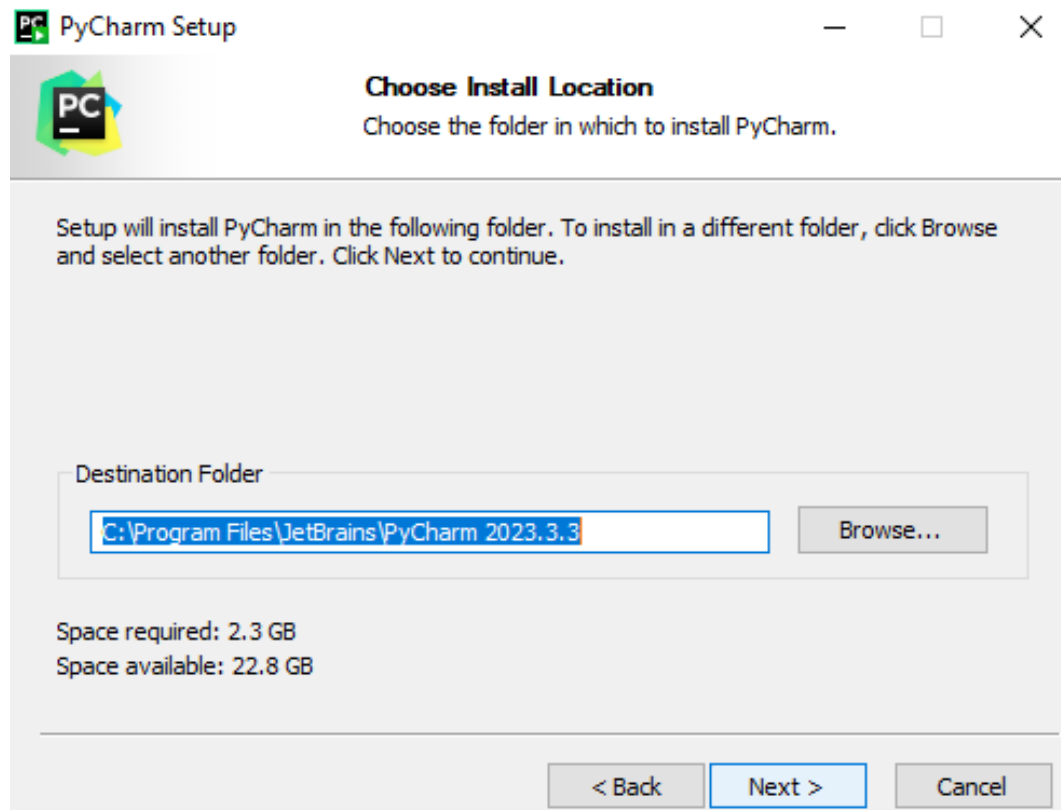 PyCharm Setup
PC
Choose Install Location
Choose the folder in which to install PyCharm.
Setup will install PyCharm in the following folder. To install in a different folder, click Browse
and select another folder. Click Next to continue.
Destination Folder
C:\Program Files\JetBrains\PyCharm 2023.3.3
Browse...
Space required: 2.3 GB
Space available: 22.8 GB
< Back
Next >
Cancel